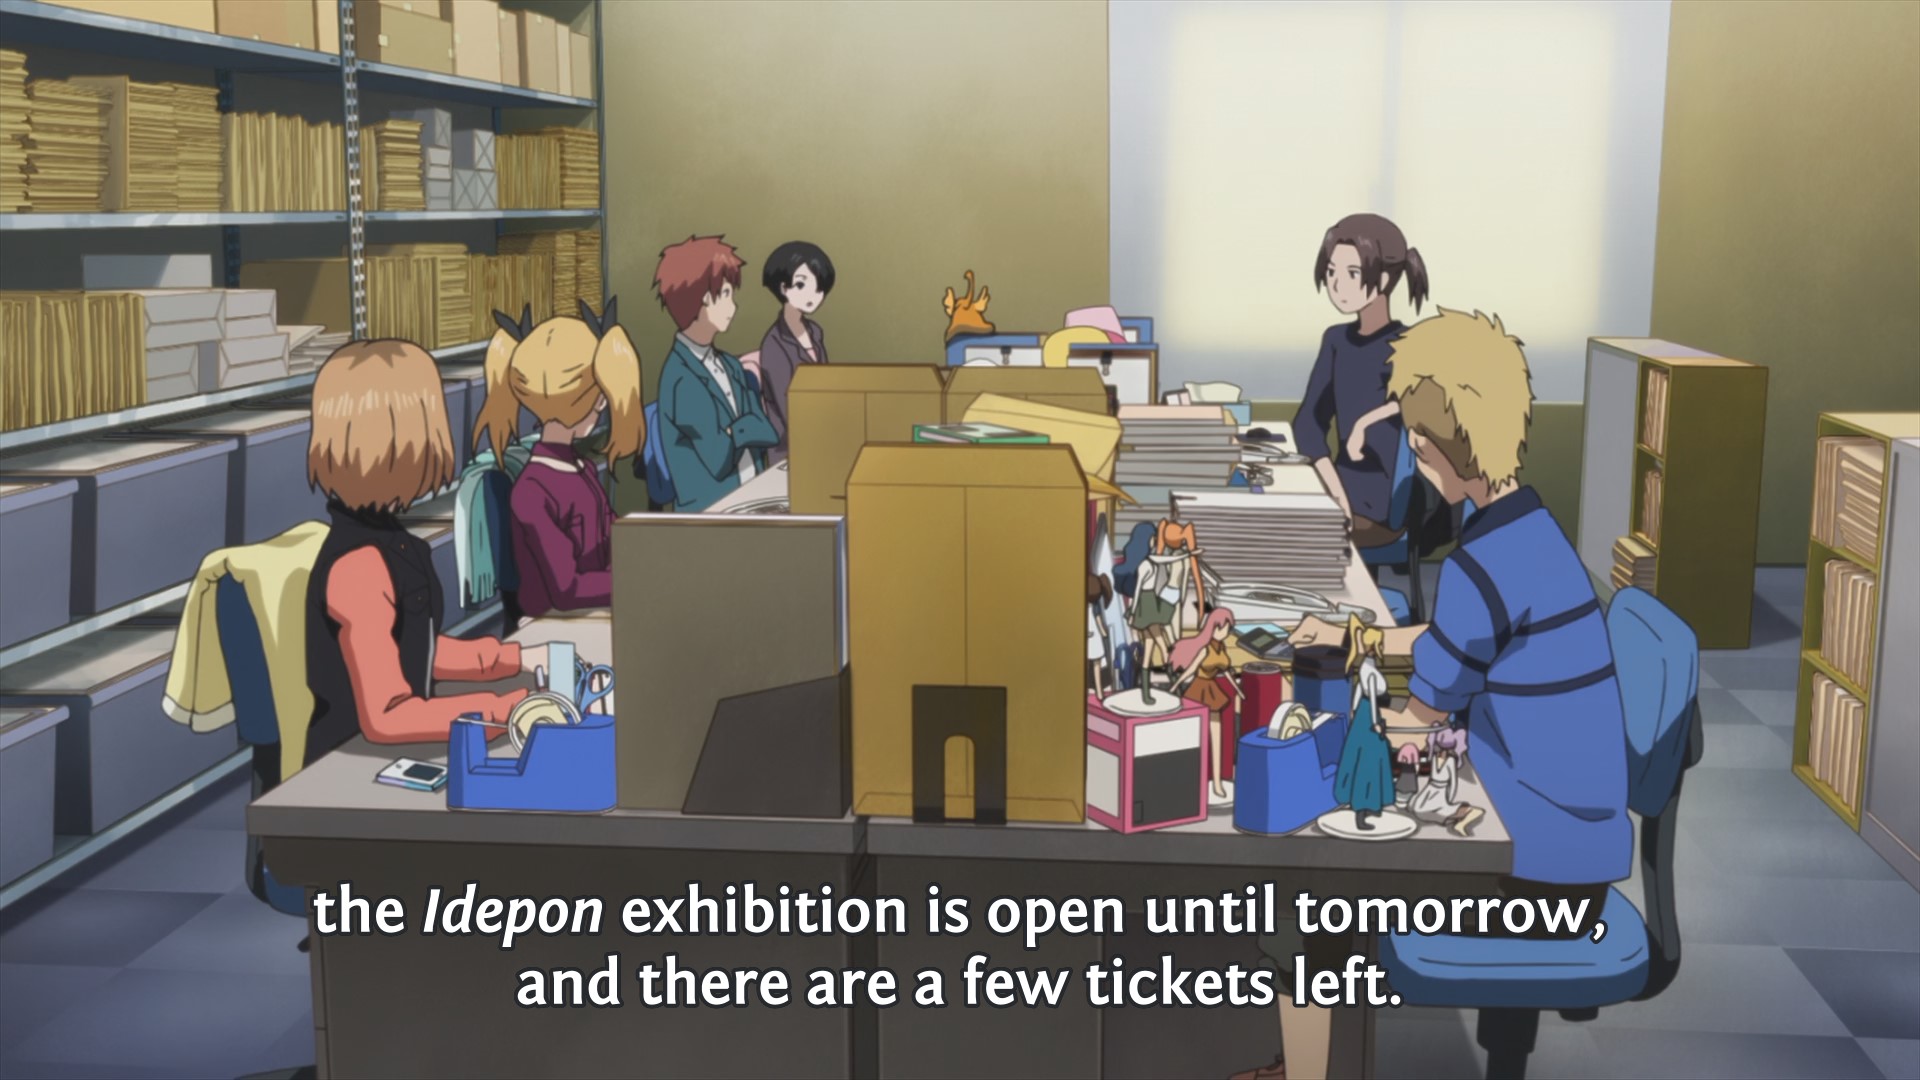 the Idepon exhibition is open until tomorrow,
and there are a few tickets left.